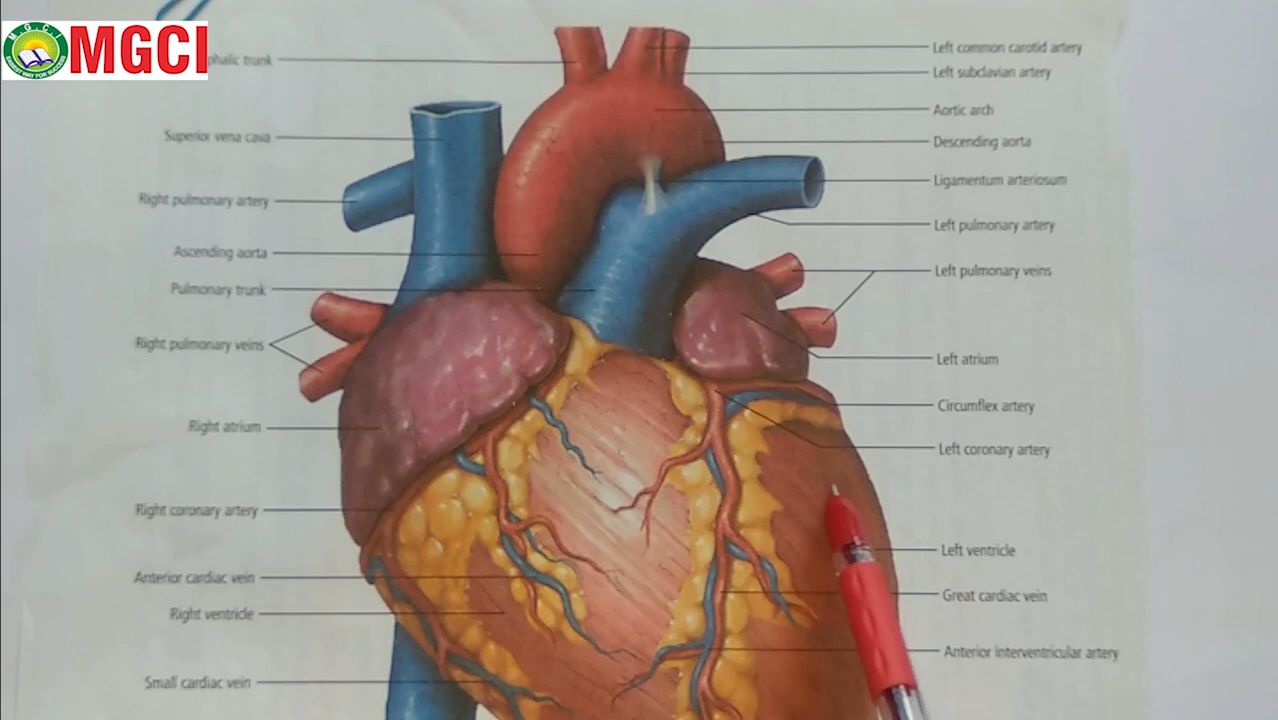 M.G.C.I
MGCI
phalic trunk
Superior vena cava
Right pulmonary artery
Ascending aorta
Pulmonary trunk
Right pulmonary veins
Right atrium
Right coronary artery
Anterior cardiac vein
Right ventricle
Small cardiac vein
Left common carotid artery
Left subclavian artery
Aortic arch
Descending aorta
Ligamentum arteriosum
Left pulmonary artery
Left pulmonary veins
Left atrium
Circumflex artery
Left coronary artery
Left ventricle
Great cardiac vein
Anterior interventricular artery